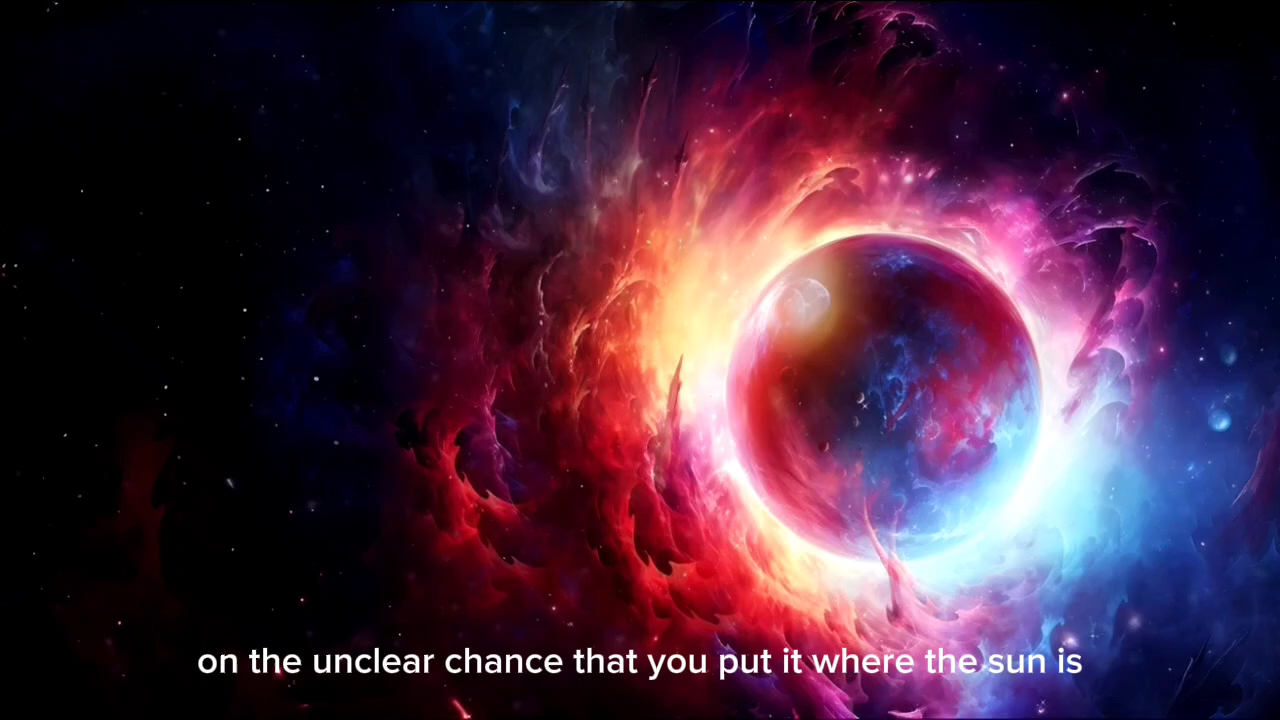 on the unclear chance that you put it where the sun is